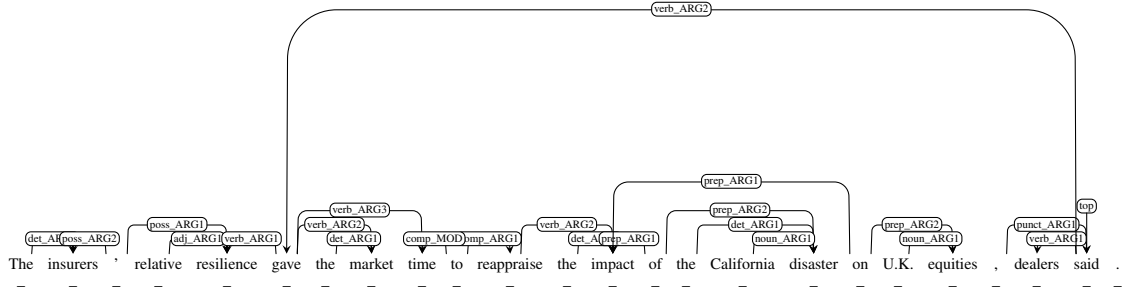 verb_ARG2
prep_ARG1
top
verb_ARG3 prep_ARG2
poss_ARG1 verb_ARG2 verb_ARG2 det_ARG1 prep_ARG2 punct_ARG1
poss_ARG2 adj_ARG1 verb_ARG1 det_ARG1 comp_MOD prep_ARG1 noun_ARG1 noun_ARG1 verb_ARG1
The insurers ' relative resilience gave the market time to reappraise the impact of the California disaster on U.K. equities , dealers said .
_ _ _ _ _ _ _ _ _ _ _ _ _ _ _ _ _ _ _ _ _ _ _ _ _